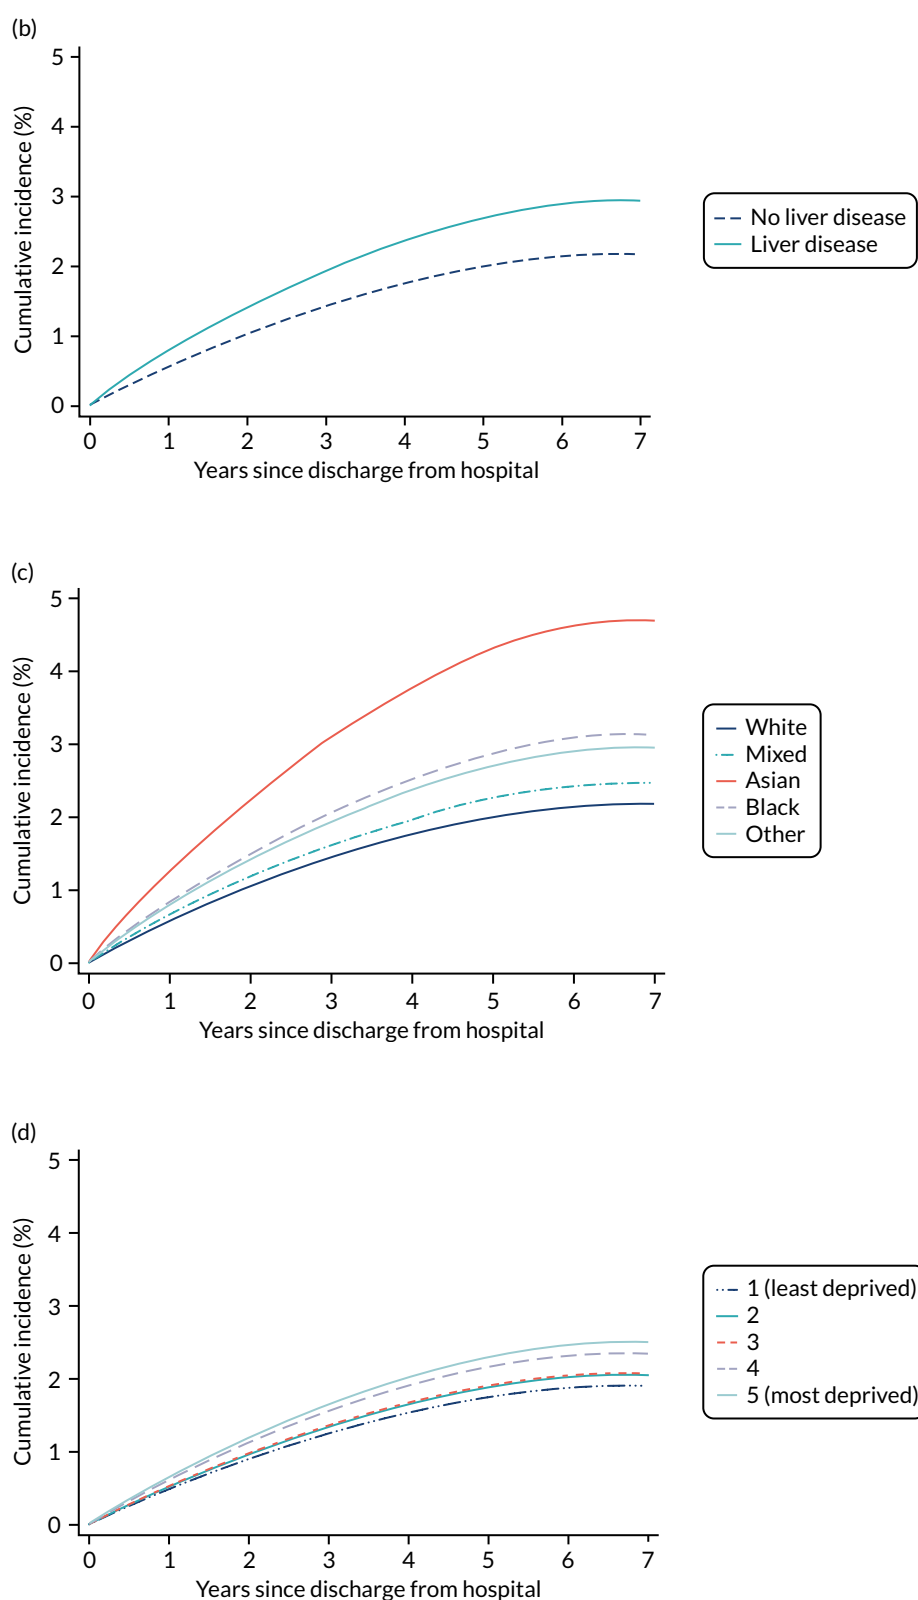 (b)
5
4
3
2
1
0
Cumulative incidence (%)
0 1 2 3 4 5 6 7
Years since discharge from hospital
No liver disease
Liver disease
(c)
5
4
3
2
1
0
Cumulative incidence (%)
0 1 2 3 4 5 6 7
Years since discharge from hospital
White
Mixed
Asian
Black
Other
(d)
5
4
3
2
1
0
Cumulative incidence (%)
0 1 2 3 4 5 6 7
Years since discharge from hospital
1 (least deprived)
2
3
4
5 (most deprived)